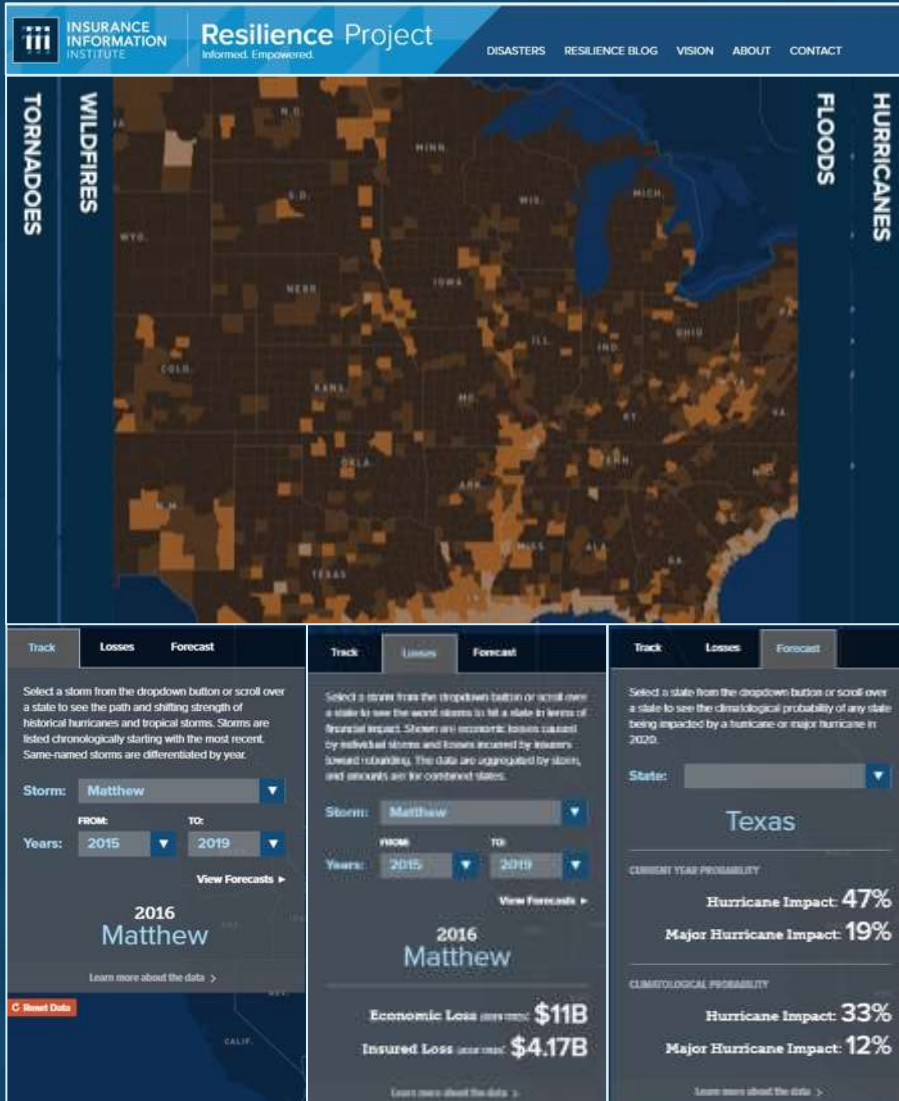 INSURANCE
INFORMATION
INSTITUTE
Resilience Project
Informed. Empowered.
DISASTERS RESILIENCE BLOG VISION ABOUT CONTACT
TORNADOES
WILDFIRES
FLOODS
HURRICANES
N.D.
MINN.
S.D.
WIS.
MICH.
WYO.
NEBR.
IOWA
ILL.
IND.
OHIO
PA.
COLO.
KANS.
MO.
KY.
VA.
OKLA.
ARK.
TENN.
N.C.
N.M.
S.C.
TEXAS
MISS.
ALA.
GA.
Track Losses Forecast
Select a storm from the dropdown button or scroll over
a state to see the path and shifting strength of
historical hurricanes and tropical storms. Storms are
listed chronologically starting with the most recent.
Same-named storms are differentiated by year.
Storm: Matthew
FROM: TO:
Years: 2015 2019
View Forecasts
2016
Matthew
Learn more about the data >
Reset Data
CALIF.
Track Losses Forecast
Select a storm from the dropdown button or scroll over
a state to see the worst storms to hit a state in terms of
financial impact. Shown are economic losses caused
by individual storms and losses incurred by insurers
toward rebuilding. The data are aggregated by storm,
and amounts are for combined states.
Storm: Matthew
FROM: TO:
Years: 2015 2019
View Forecasts
2016
Matthew
Economic Loss $11B
Insured Loss $4.17B
Learn more about the data >
Track Losses Forecast
Select a state from the dropdown button or scroll over
a state to see the climatological probability of any state
being impacted by a hurricane or major hurricane in
2020.
State:
Texas
CURRENT YEAR PROBABILITY
Hurricane Impact: 47%
Major Hurricane Impact: 19%
CLIMATOLOGICAL PROBABILITY
Hurricane Impact: 33%
Major Hurricane Impact: 12%
Learn more about the data >